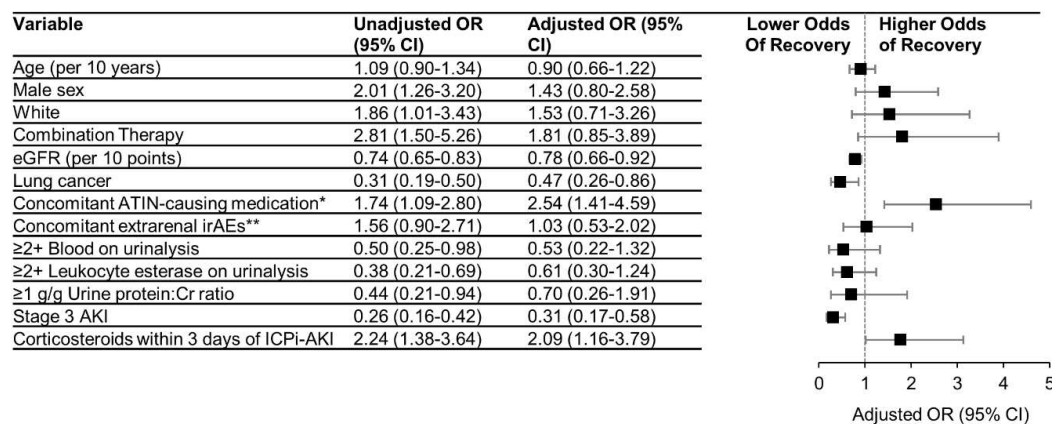 Variable Unadjusted OR (95% CI) Adjusted OR (95% CI) Lower Odds Of Recovery Higher Odds of Recovery
Age (per 10 years) 1.09 (0.90-1.34) 0.90 (0.66-1.22)
Male sex 2.01 (1.26-3.20) 1.43 (0.80-2.58)
White 1.86 (1.01-3.43) 1.53 (0.71-3.26)
Combination Therapy 2.81 (1.50-5.26) 1.81 (0.85-3.89)
eGFR (per 10 points) 0.74 (0.65-0.83) 0.78 (0.66-0.92)
Lung cancer 0.31 (0.19-0.50) 0.47 (0.26-0.86)
Concomitant ATIN-causing medication* 1.74 (1.09-2.80) 2.54 (1.41-4.59)
Concomitant extrarenal irAEs** 1.56 (0.90-2.71) 1.03 (0.53-2.02)
≥2+ Blood on urinalysis 0.50 (0.25-0.98) 0.53 (0.22-1.32)
≥2+ Leukocyte esterase on urinalysis 0.38 (0.21-0.69) 0.61 (0.30-1.24)
≥1 g/g Urine protein:Cr ratio 0.44 (0.21-0.94) 0.70 (0.26-1.91)
Stage 3 AKI 0.26 (0.16-0.42) 0.31 (0.17-0.58)
Corticosteroids within 3 days of ICPi-AKI 2.24 (1.38-3.64) 2.09 (1.16-3.79)
0 1 2 3 4 5
Adjusted OR (95% CI)